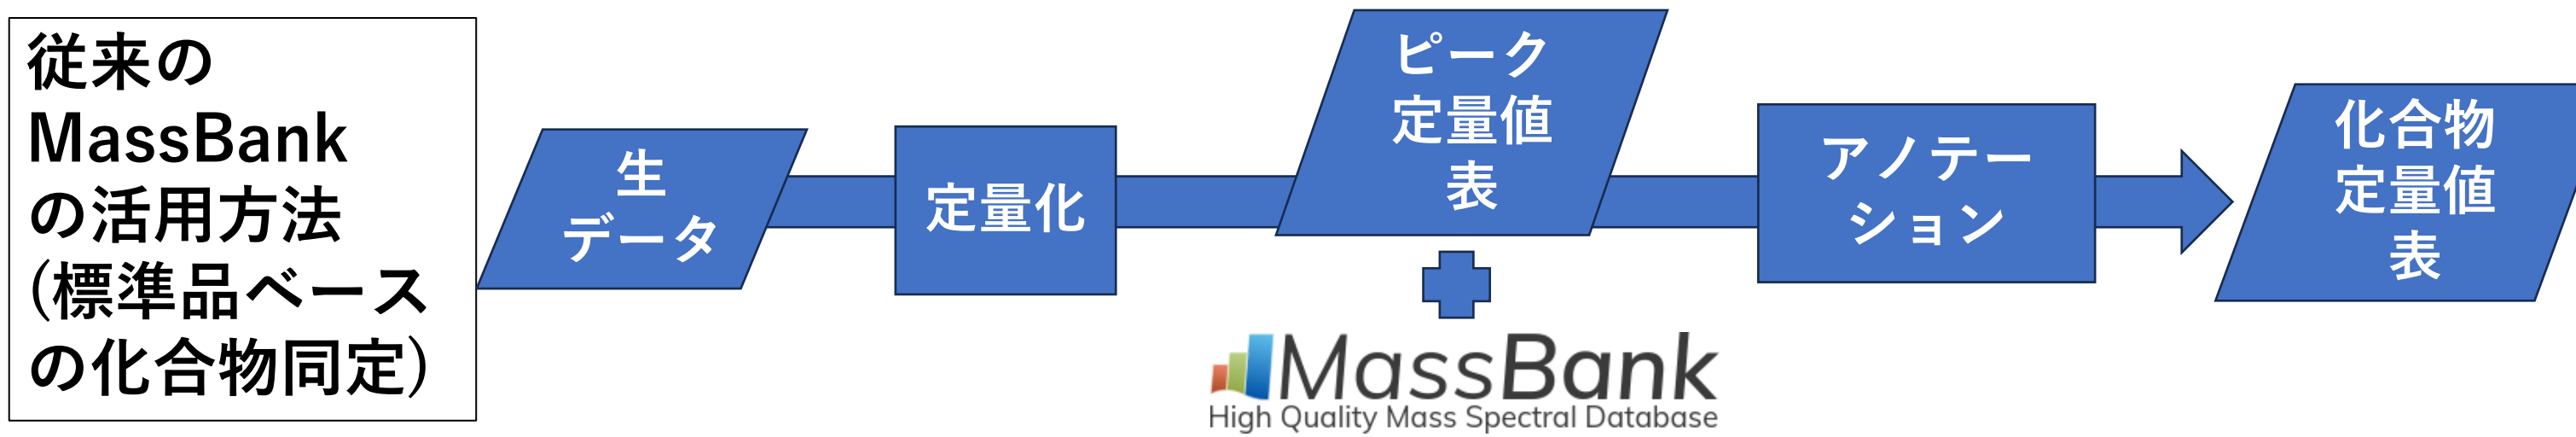 従来の
MassBank
の活用方法
(標準品ベース
の化合物同定)
生
データ
定量化
ピーク
定量値
表
アノテー
ション
化合物
定量値
表
MassBank
High Quality Mass Spectral Database